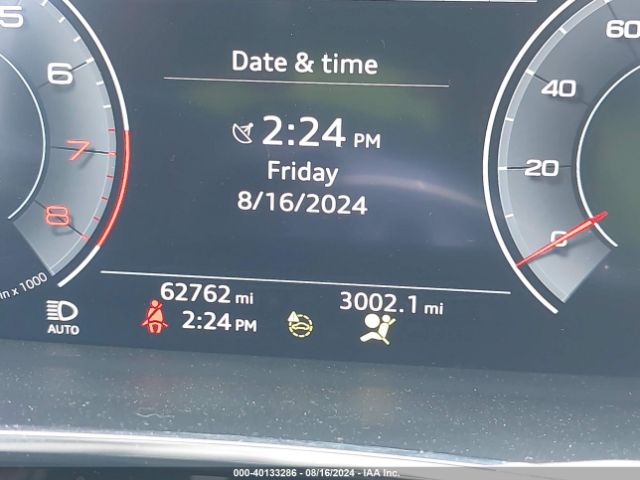 5
6
7
8
in x 1000
Date & time
2:24 PM
Friday
8/16/2024
60
40
20
0
62762 mi
3002.1 mi
AUTO
2:24 PM
000-40133286 - 08/16/2024 - IAA Inc.